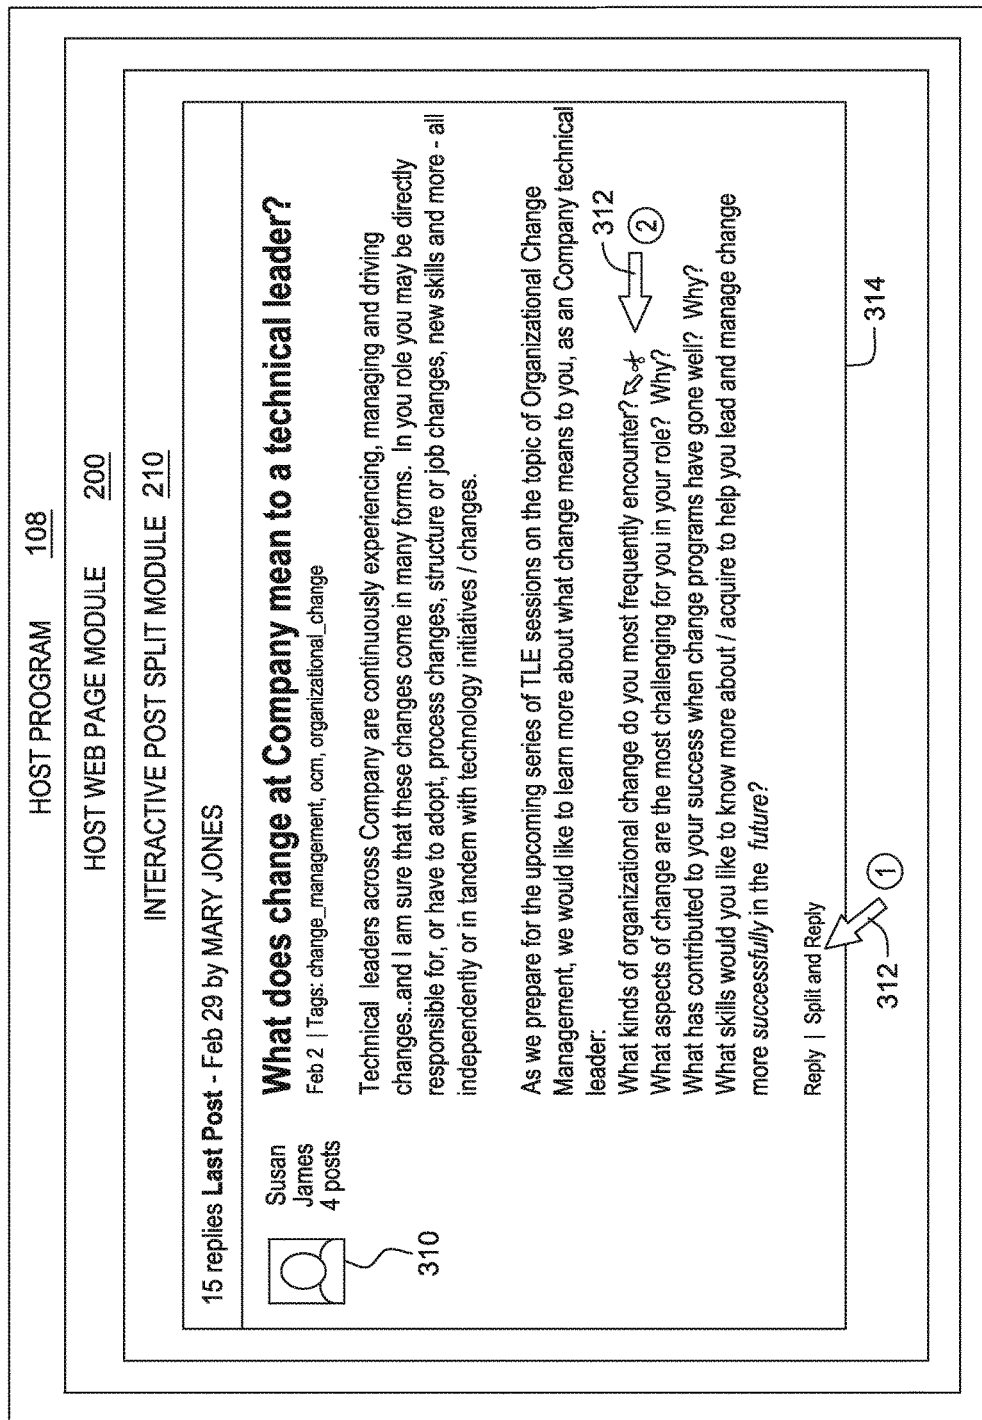 HOST PROGRAM 108
HOST WEB PAGE MODULE 200
INTERACTIVE POST SPLIT MODULE 210
15 replies Last Post - Feb 29 by MARY JONES
Susan
James
4 posts
310
What does change at Company mean to a technical leader?
Feb 2 | Tags: change_management, ocm, organizational_change
Technical leaders across Company are continuously experiencing, managing and driving
changes..and I am sure that these changes come in many forms. In you role you may be directly
responsible for, or have to adopt, process changes, structure or job changes, new skills and more - all
independently or in tandem with technology initiatives / changes.
As we prepare for the upcoming series of TLE sessions on the topic of Organizational Change
Management, we would like to learn more about what change means to you, as an Company technical
leader:
What kinds of organizational change do you most frequently encounter?
312
2
What aspects of change are the most challenging for you in your role? Why?
What has contributed to your success when change programs have gone well? Why?
What skills would you like to know more about / acquire to help you lead and manage change
more successfully in the future?
Reply | Split and Reply
312
1
314